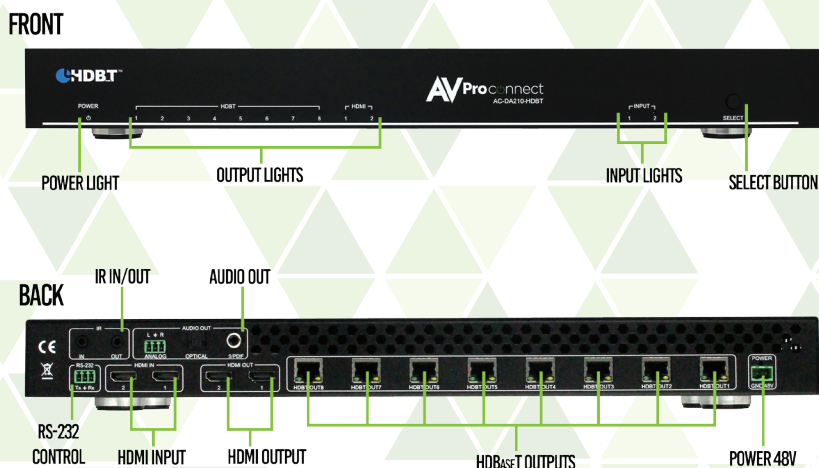 FRONT
HDBT™
AVProconnect
AC-DA210-HDBT
POWER
HDBT
HDMI
INPUT
1 2 3 4 5 6 7 8 1 2
1 2
SELECT
POWER LIGHT
OUTPUT LIGHTS
INPUT LIGHTS
SELECT BUTTON
IR IN/OUT
AUDIO OUT
BACK
IR
AUDIO OUT
L R
IN
OUT
ANALOG
OPTICAL
S/PDIF
CE
RS-232
HDMI IN
HDMI OUT
POWER
Tx Rx
2 1
2 1
HDBT OUT8 HDBT OUT7 HDBT OUT6 HDBT OUT5 HDBT OUT4 HDBT OUT3 HDBT OUT2 HDBT OUT1
GND 48V
RS-232
CONTROL
HDMI INPUT
HDMI OUTPUT
HDBASET OUTPUTS
POWER 48V